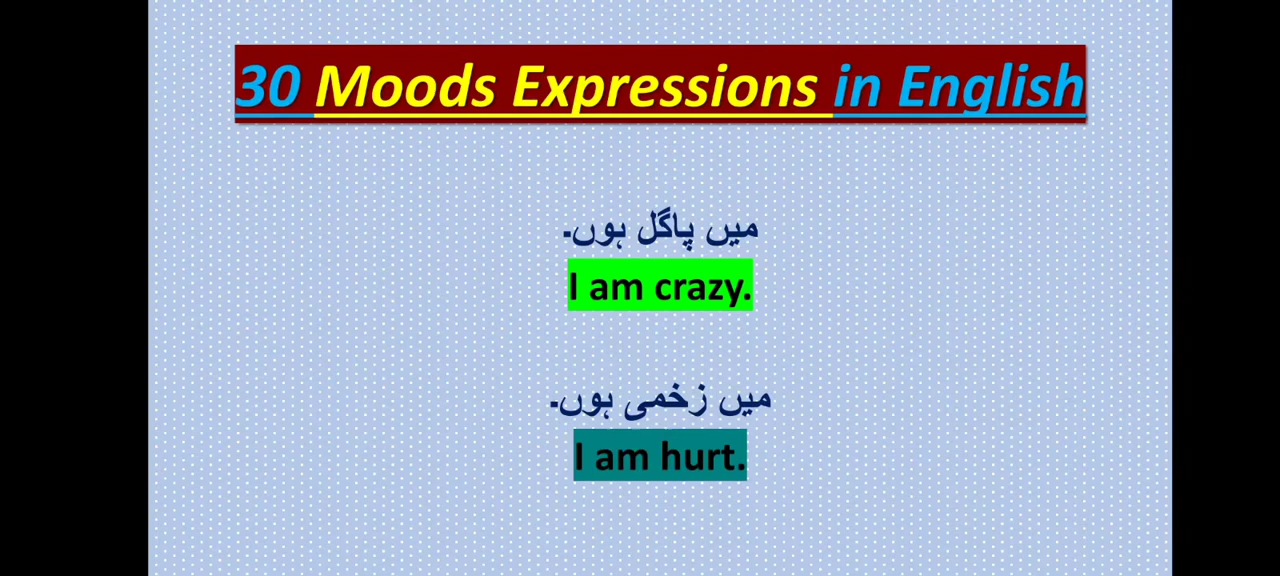 30 Moods Expressions in English
میں پاگل ہوں۔
I am crazy.
میں زخمی ہوں۔
I am hurt.